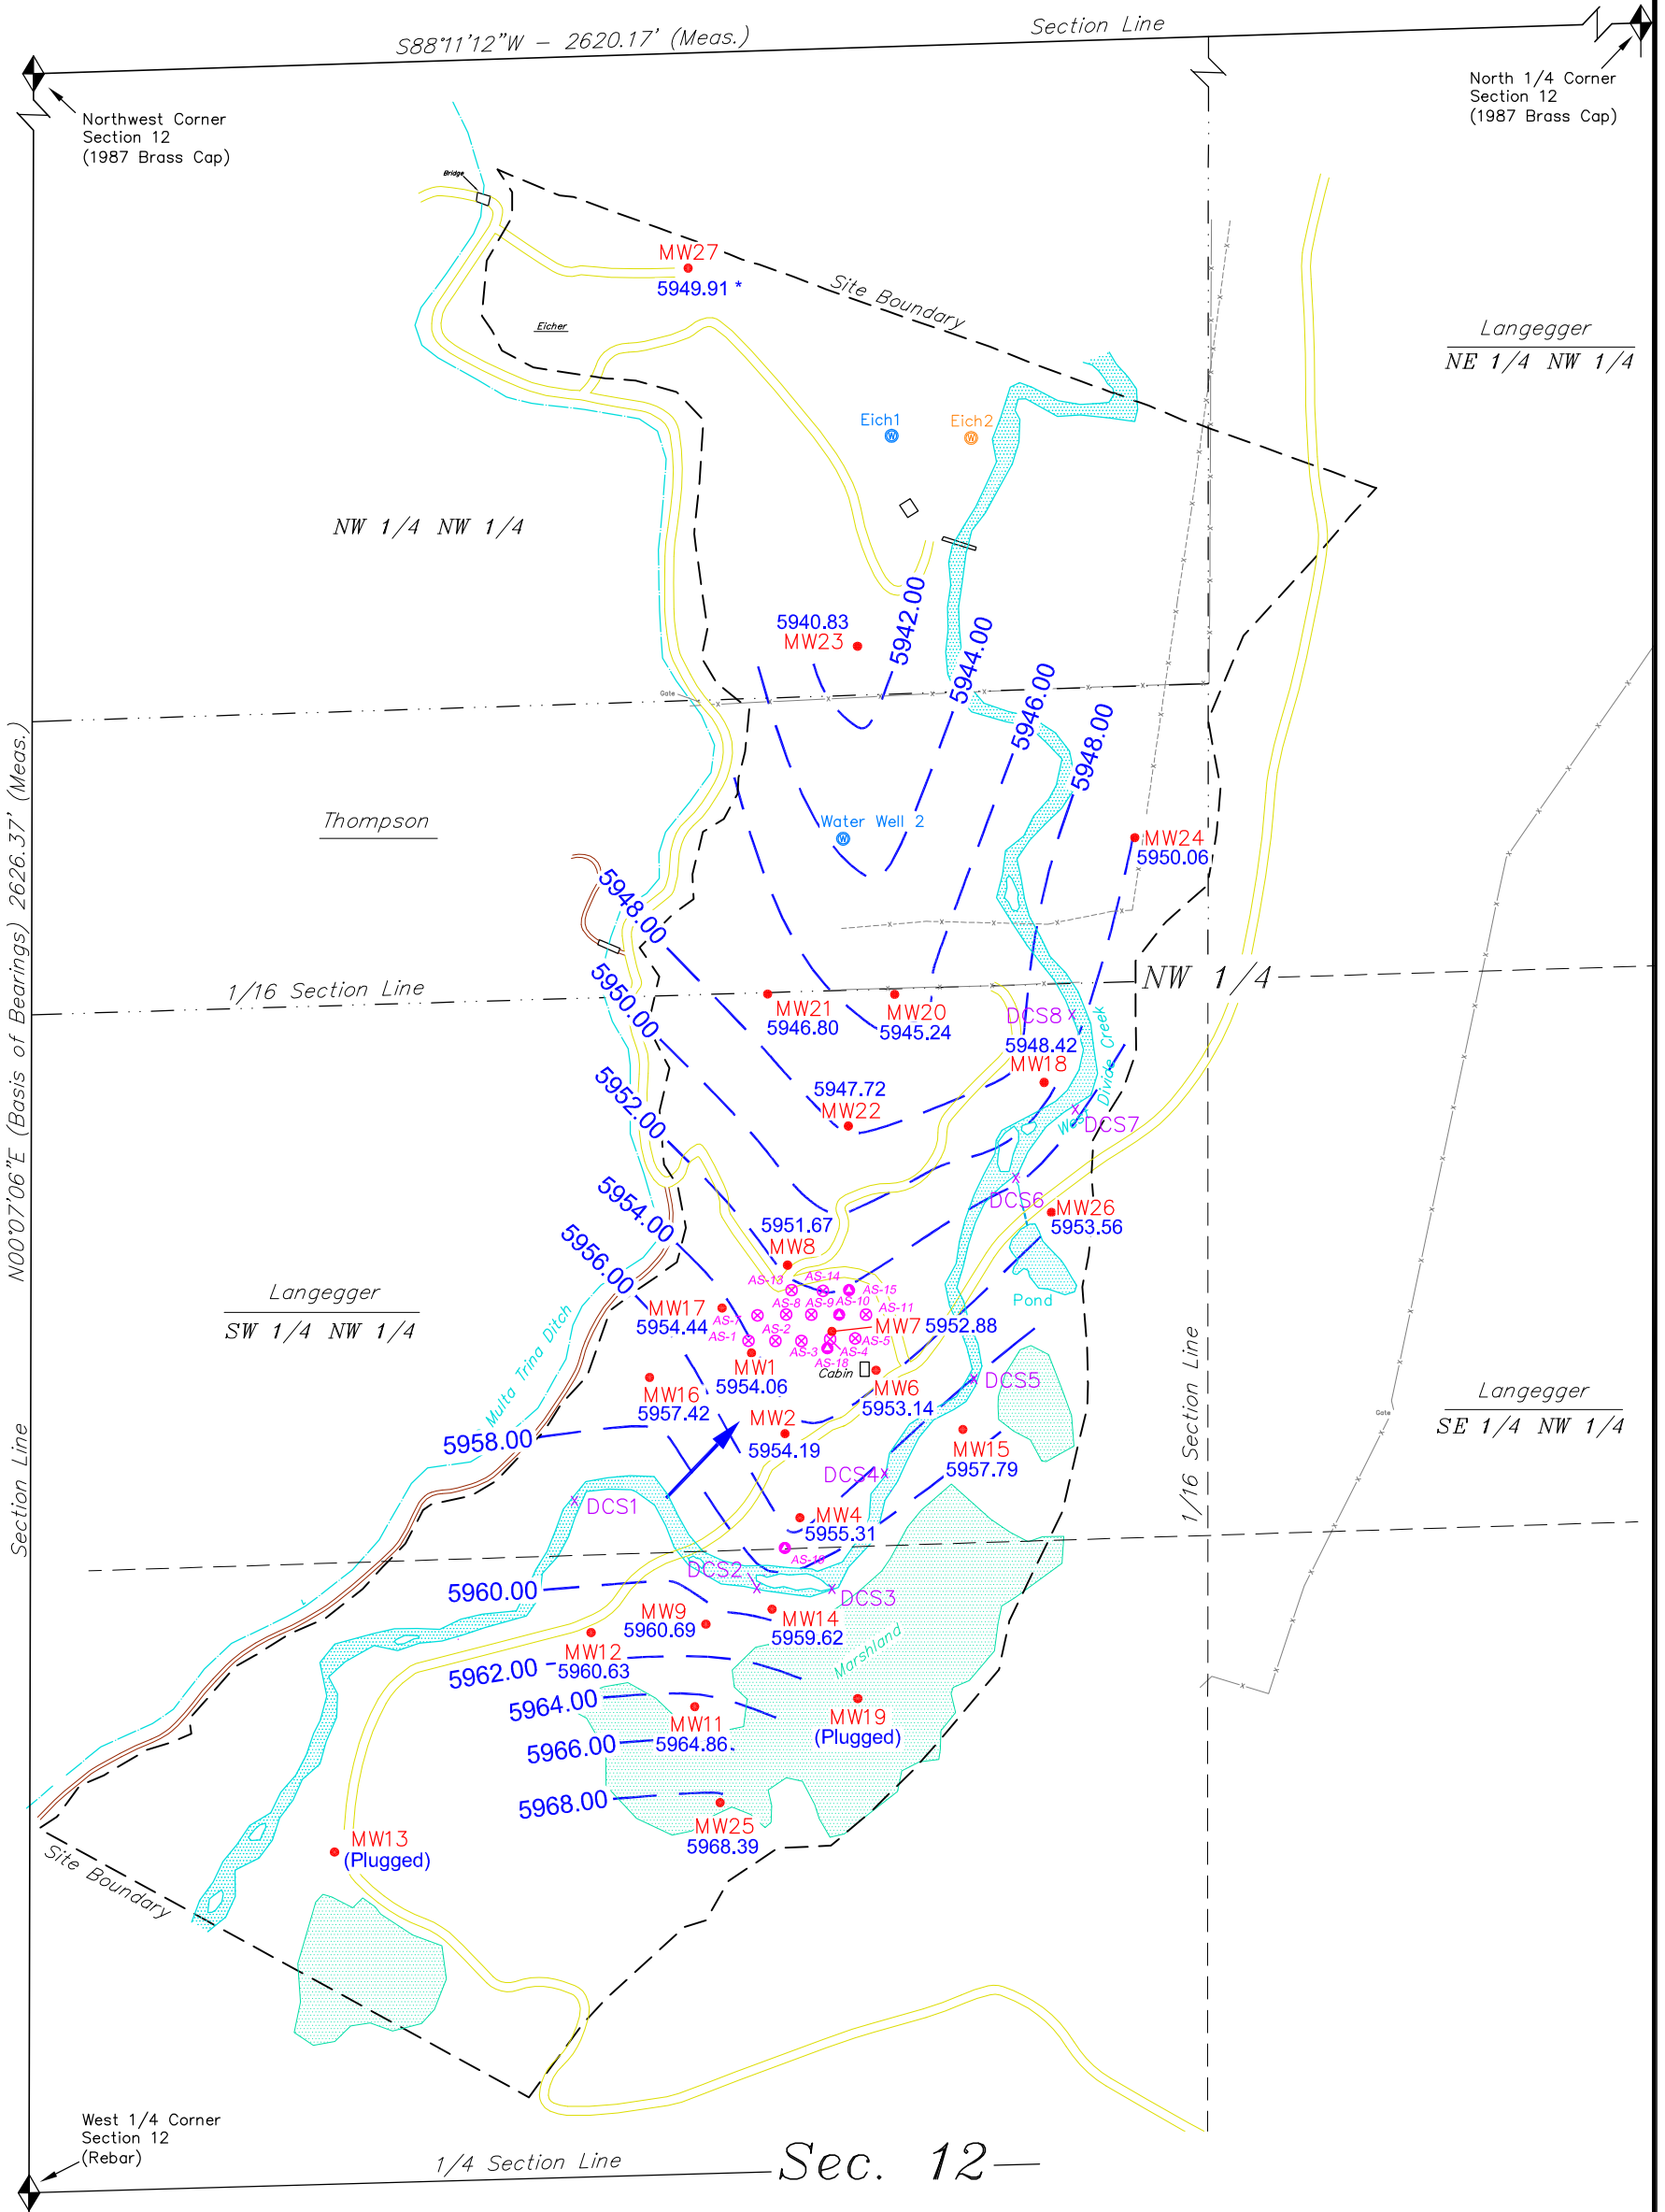 S88°11'12"W – 2620.17' (Meas.)
Section Line
Northwest Corner
Section 12
(1987 Brass Cap)
North 1/4 Corner
Section 12
(1987 Brass Cap)
Bridge
MW27
5949.91 *
Site Boundary
Eicher
Langegger
NE 1/4 NW 1/4
Eich1
Eich2
NW 1/4 NW 1/4
5940.83
MW23
5942.00
5944.00
5946.00
5948.00
Gate
N00°07'06"E (Basis of Bearings) 2626.37' (Meas.)
Thompson
Water Well 2
MW24
5950.06
5948.00
5950.00
5952.00
5954.00
5956.00
1/16 Section Line
NW 1/4
MW21
5946.80
MW20
5945.24
DCS8
5948.42
MW18
West Divide Creek
5947.72
MW22
DCS7
DCS6
MW26
5953.56
5951.67
MW8
AS-13
AS-14
AS-15
AS-8
AS-9
AS-10
AS-11
AS-7
AS-1
AS-2
AS-3
AS-4
AS-5
AS-18
Pond
Langegger
SW 1/4 NW 1/4
MW17
5954.44
MW7
5952.88
MW1
5954.06
Cabin
MW6
5953.14
DCS5
Multa Trina Ditch
MW16
5957.42
MW2
5954.19
5958.00
MW15
5957.79
DCS4
Langegger
SE 1/4 NW 1/4
Gate
1/16 Section Line
Section Line
DCS1
MW4
5955.31
AS-16
DCS2
DCS3
5960.00
MW9
5960.69
MW14
5959.62
MW12
5960.63
Marshland
5962.00
5964.00
5966.00
5968.00
MW11
5964.86
MW19
(Plugged)
MW25
5968.39
MW13
(Plugged)
Site Boundary
West 1/4 Corner
Section 12
(Rebar)
1/4 Section Line
Sec. 12